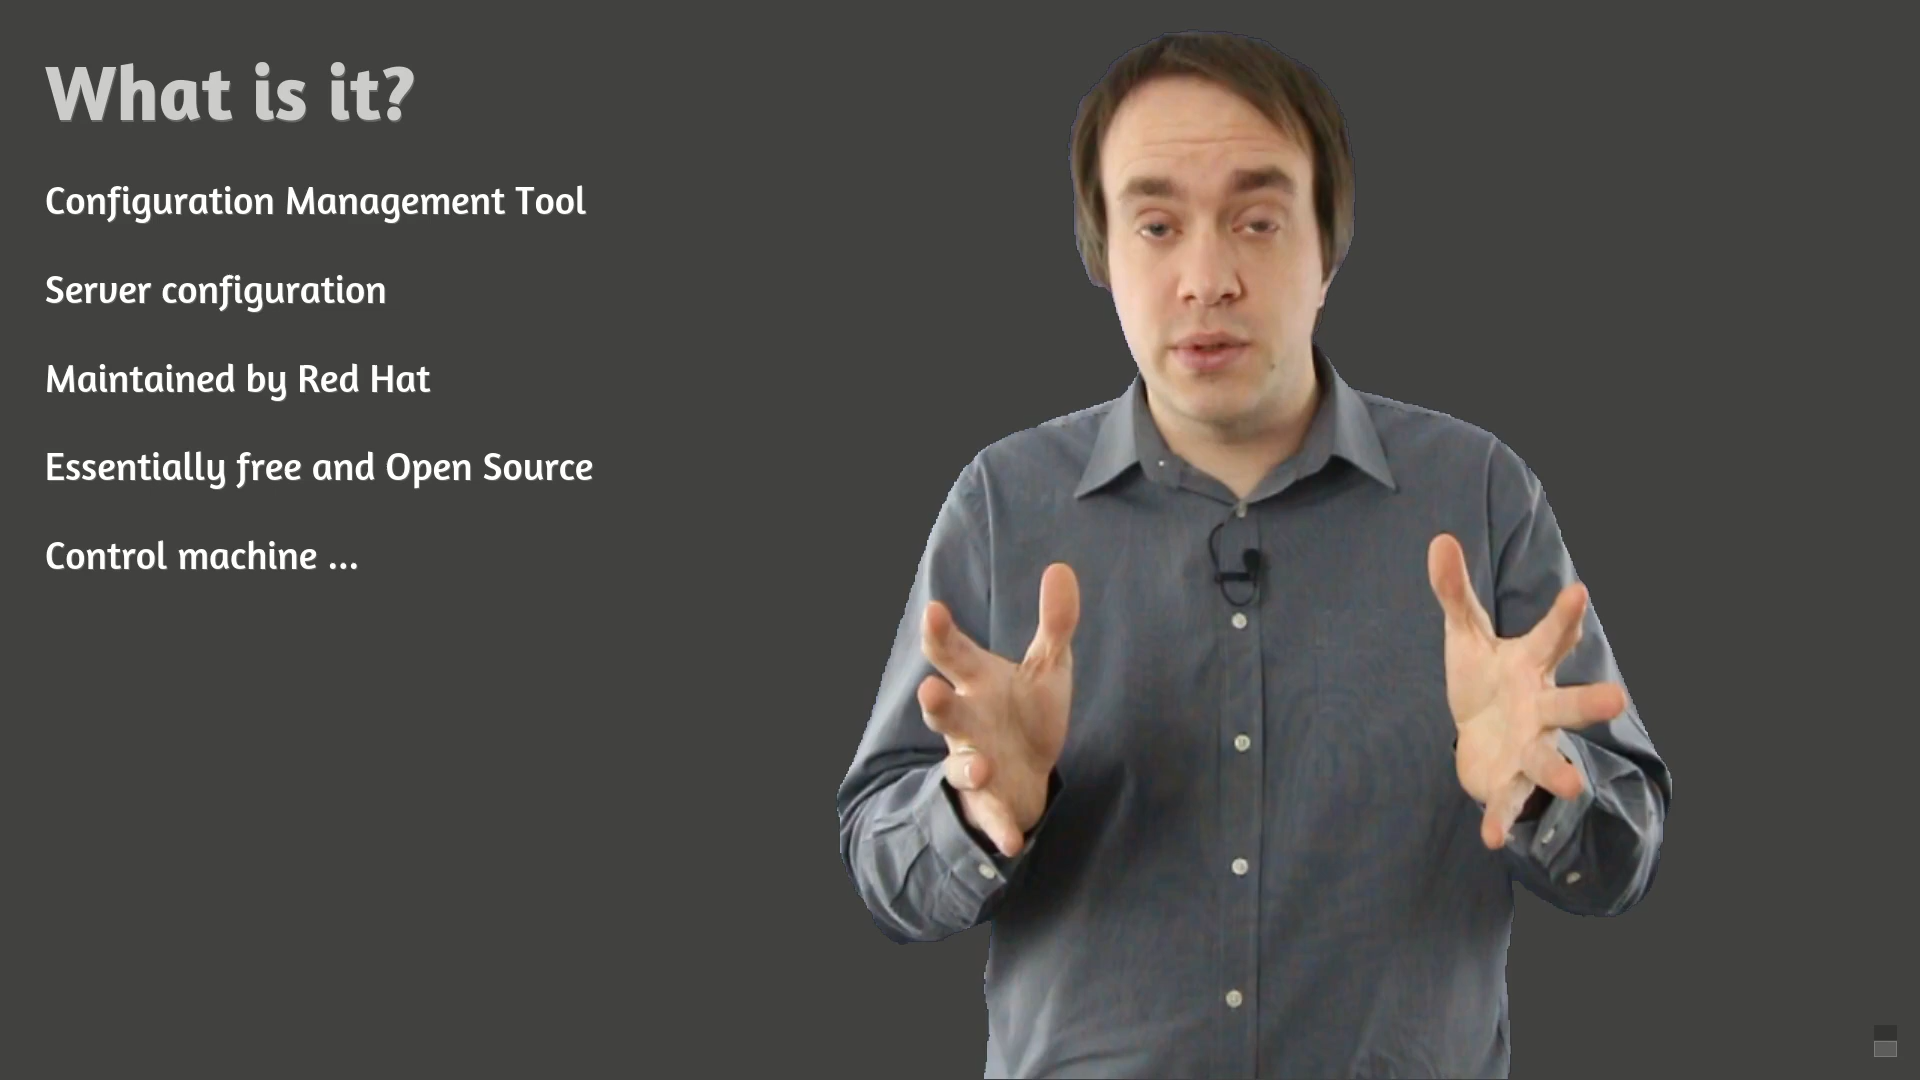 What is it?
Configuration Management Tool
Server configuration
Maintained by Red Hat
Essentially free and Open Source
Control machine ...